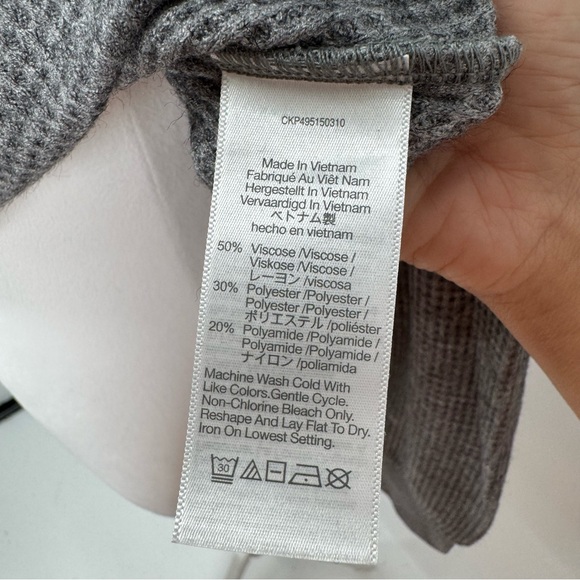 CKP495150310
Made In Vietnam
Fabriqué Au Viêt Nam
Hergestellt In Vietnam
Vervaardigd In Vietnam
ベトナム製
hecho en vietnam
50% Viscose /Viscose /
Viskose /Viscose /
レーヨン /viscosa
30% Polyester /Polyester /
Polyester /Polyester /
ポリエステル /poliéster
20% Polyamide /Polyamide /
Polyamide /Polyamide /
ナイロン /poliamida
Machine Wash Cold With
Like Colors.Gentle Cycle.
Non-Chlorine Bleach Only.
Reshape And Lay Flat To Dry.
Iron On Lowest Setting.
30